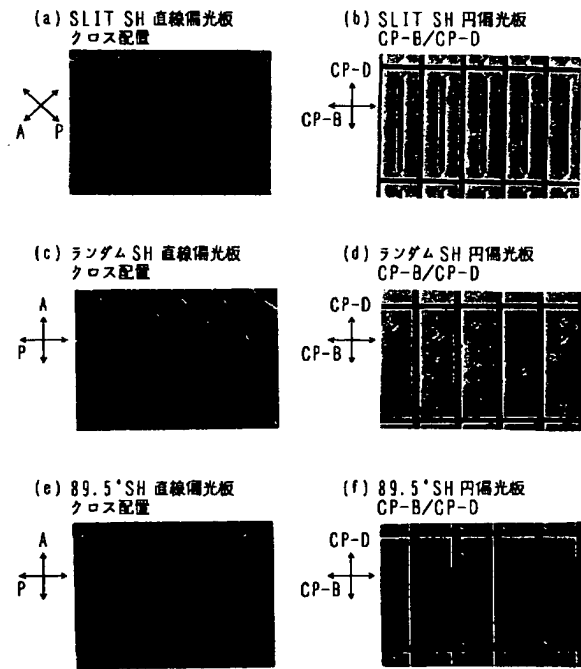 (a) SLIT SH 直線偏光板
クロス配置
A P
(b) SLIT SH 円偏光板
CP-B/CP-D
CP-D
CP-B
(c) ランダム SH 直線偏光板
クロス配置
A
P
(d) ランダム SH 円偏光板
CP-B/CP-D
CP-D
CP-B
(e) 89.5°SH 直線偏光板
クロス配置
A
P
(f) 89.5°SH 円偏光板
CP-B/CP-D
CP-D
CP-B